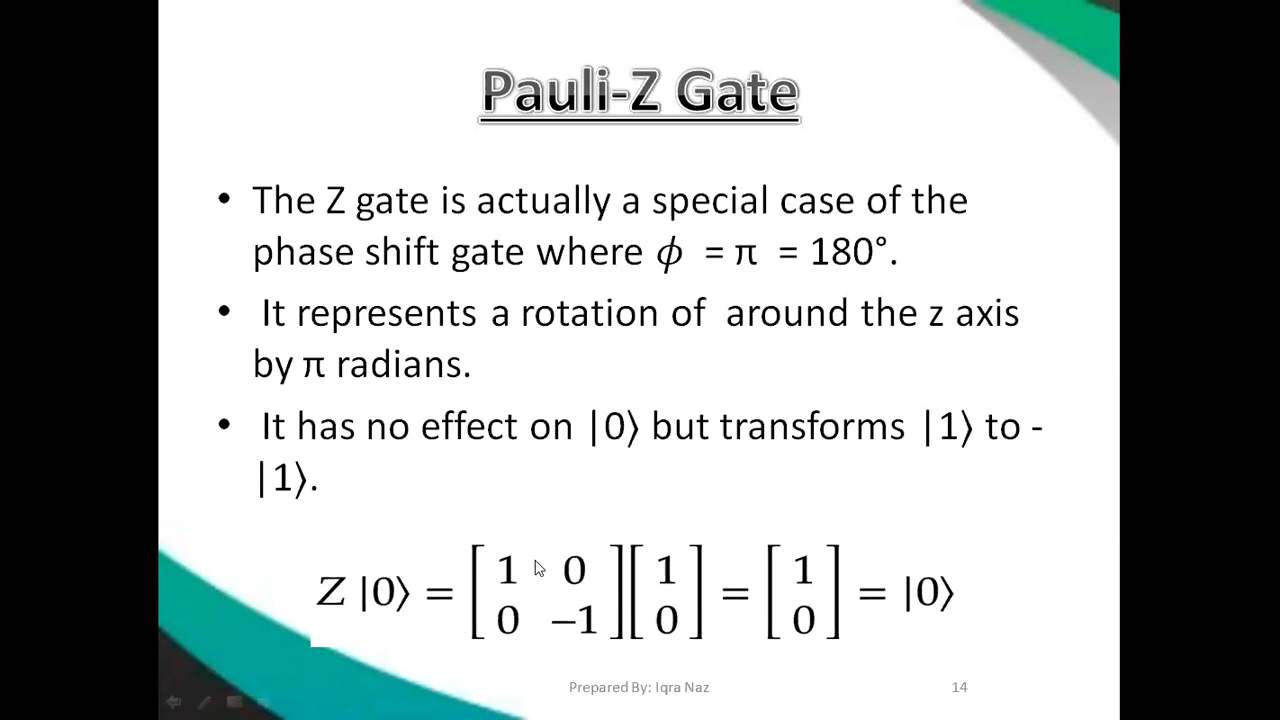 Pauli-Z Gate
• The Z gate is actually a special case of the
phase shift gate where ϕ = π = 180°.
• It represents a rotation of around the z axis
by π radians.
• It has no effect on |0⟩ but transforms |1⟩ to -
|1⟩.
Z |0⟩ = [1 0; 0 −1] [1; 0] = [1; 0] = |0⟩
Prepared By: Iqra Naz 14